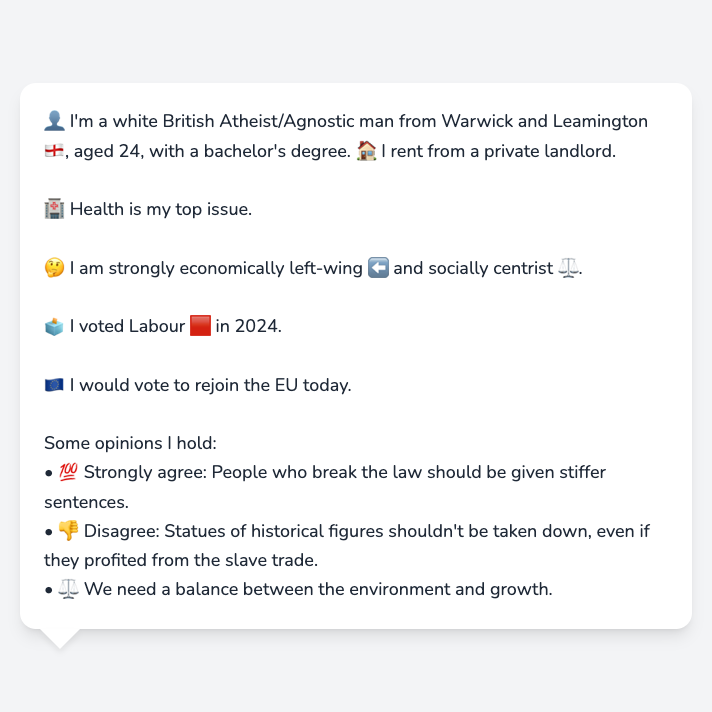 👤 I'm a white British Atheist/Agnostic man from Warwick and Leamington
🏴󠁧󠁢󠁥󠁮󠁧󠁿, aged 24, with a bachelor's degree. 🏠 I rent from a private landlord.
🏥 Health is my top issue.
🤔 I am strongly economically left-wing ⬅️ and socially centrist ⚖️.
🗳️ I voted Labour 🟥 in 2024.
🇪🇺 I would vote to rejoin the EU today.
Some opinions I hold:
• 💯 Strongly agree: People who break the law should be given stiffer
sentences.
• 👎 Disagree: Statues of historical figures shouldn't be taken down, even if
they profited from the slave trade.
• ⚖️ We need a balance between the environment and growth.